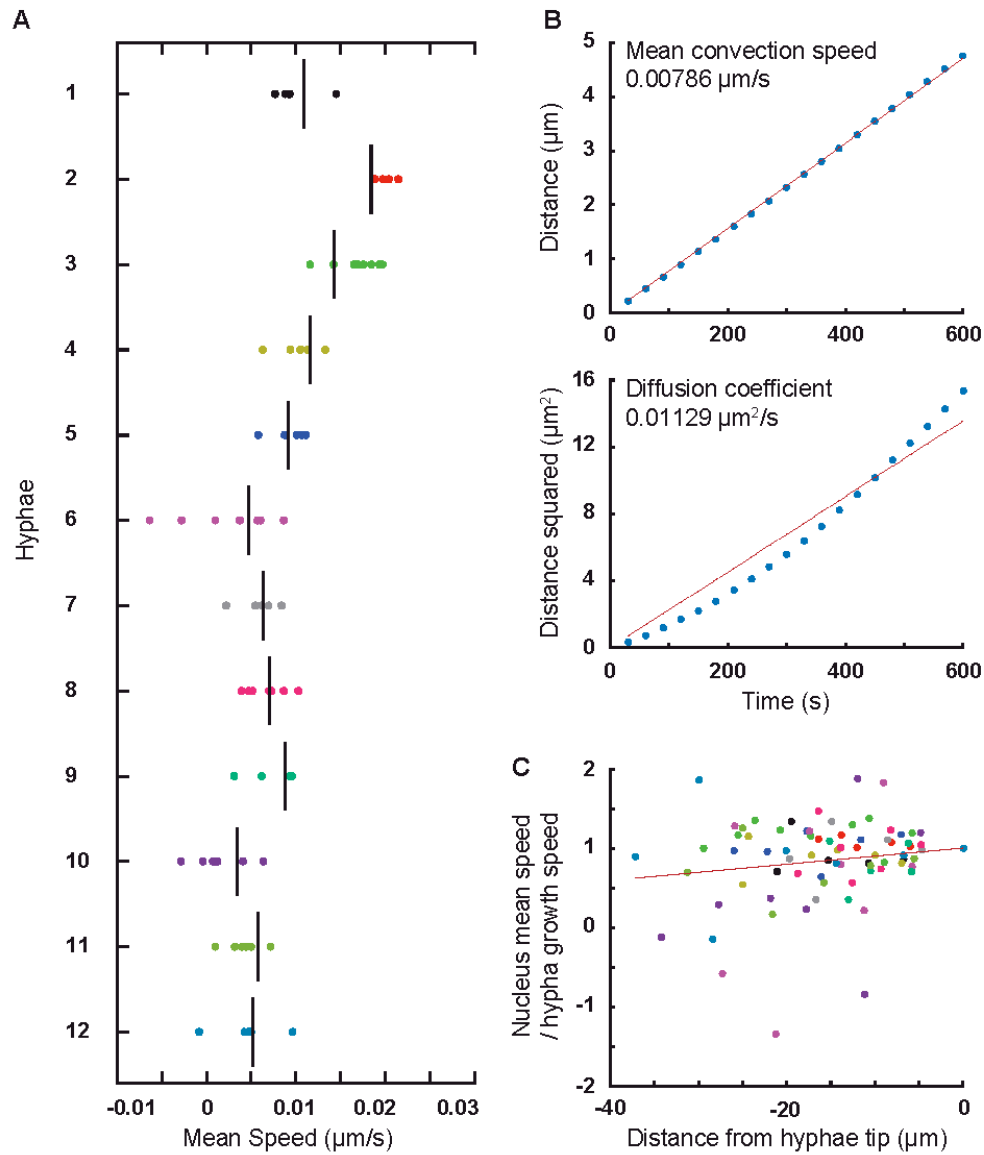 A
Hyphae
1
2
3
4
5
6
7
8
9
10
11
12
-0.01 0 0.01 0.02 0.03
Mean Speed (µm/s)
B
Mean convection speed
0.00786 µm/s
Distance (µm)
5
4
3
2
1
0
0 200 400 600
Diffusion coefficient
0.01129 µm²/s
Distance squared (µm²)
16
12
8
4
0
0 200 400 600
Time (s)
C
Nucleus mean speed
/ hypha growth speed
2
1
0
-1
-2
-40 -20 0
Distance from hyphae tip (µm)